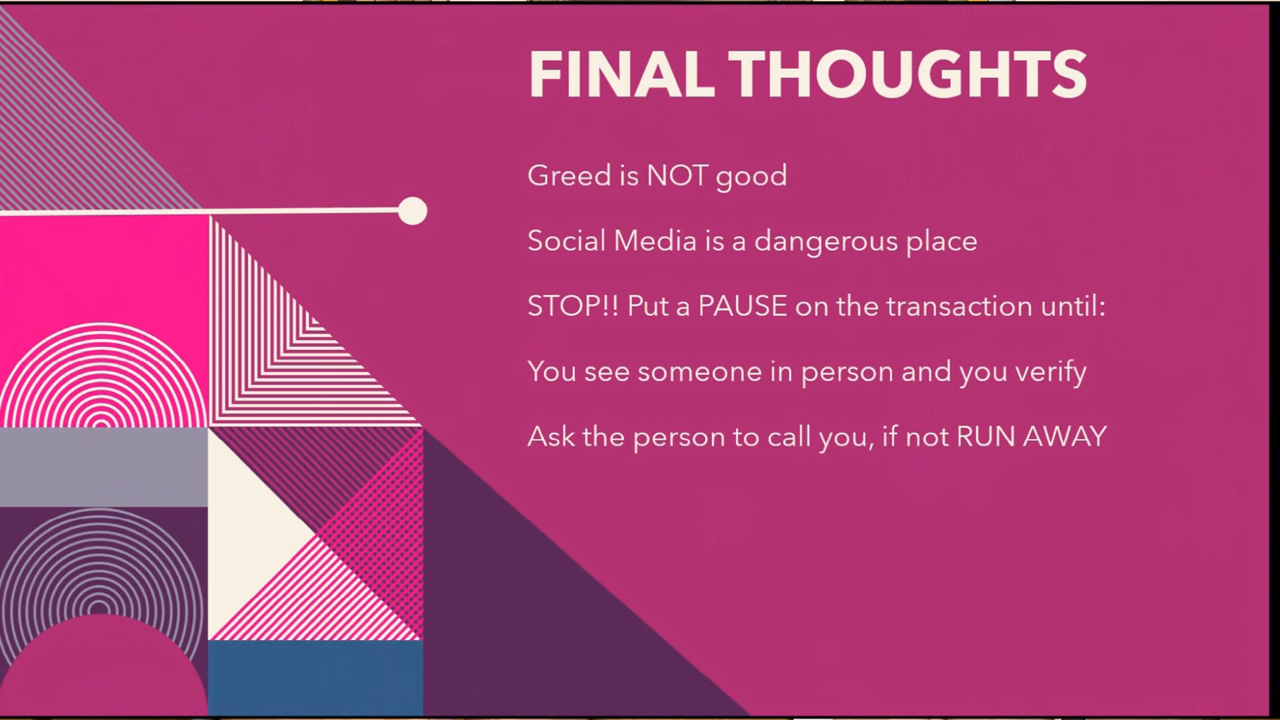 FINAL THOUGHTS
Greed is NOT good
Social Media is a dangerous place
STOP!! Put a PAUSE on the transaction until:
You see someone in person and you verify
Ask the person to call you, if not RUN AWAY